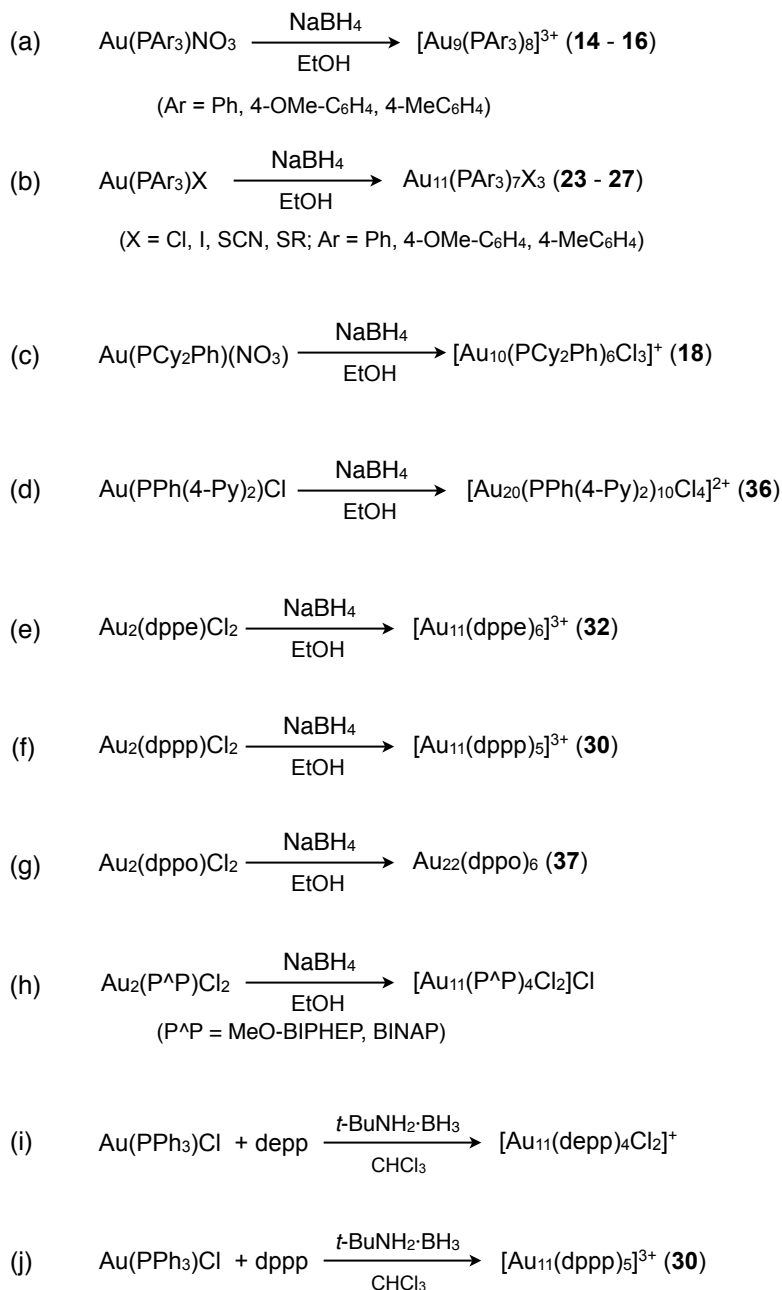 (a) Au(PAr₃)NO₃ NaBH₄ EtOH [Au₉(PAr₃)₈]³⁺ (14 - 16)
(Ar = Ph, 4-OMe-C₆H₄, 4-MeC₆H₄)
(b) Au(PAr₃)X NaBH₄ EtOH Au₁₁(PAr₃)₇X₃ (23 - 27)
(X = Cl, I, SCN, SR; Ar = Ph, 4-OMe-C₆H₄, 4-MeC₆H₄)
(c) Au(PCy₂Ph)(NO₃) NaBH₄ EtOH [Au₁₀(PCy₂Ph)₆Cl₃]⁺ (18)
(d) Au(PPh(4-Py)₂)Cl NaBH₄ EtOH [Au₂₀(PPh(4-Py)₂)₁₀Cl₄]²⁺ (36)
(e) Au₂(dppe)Cl₂ NaBH₄ EtOH [Au₁₁(dppe)₆]³⁺ (32)
(f) Au₂(dppp)Cl₂ NaBH₄ EtOH [Au₁₁(dppp)₅]³⁺ (30)
(g) Au₂(dppo)Cl₂ NaBH₄ EtOH Au₂₂(dppo)₆ (37)
(h) Au₂(P^P)Cl₂ NaBH₄ EtOH [Au₁₁(P^P)₄Cl₂]Cl
(P^P = MeO-BIPHEP, BINAP)
(i) Au(PPh₃)Cl + depp t-BuNH₂·BH₃ CHCl₃ [Au₁₁(depp)₄Cl₂]⁺
(j) Au(PPh₃)Cl + dppp t-BuNH₂·BH₃ CHCl₃ [Au₁₁(dppp)₅]³⁺ (30)